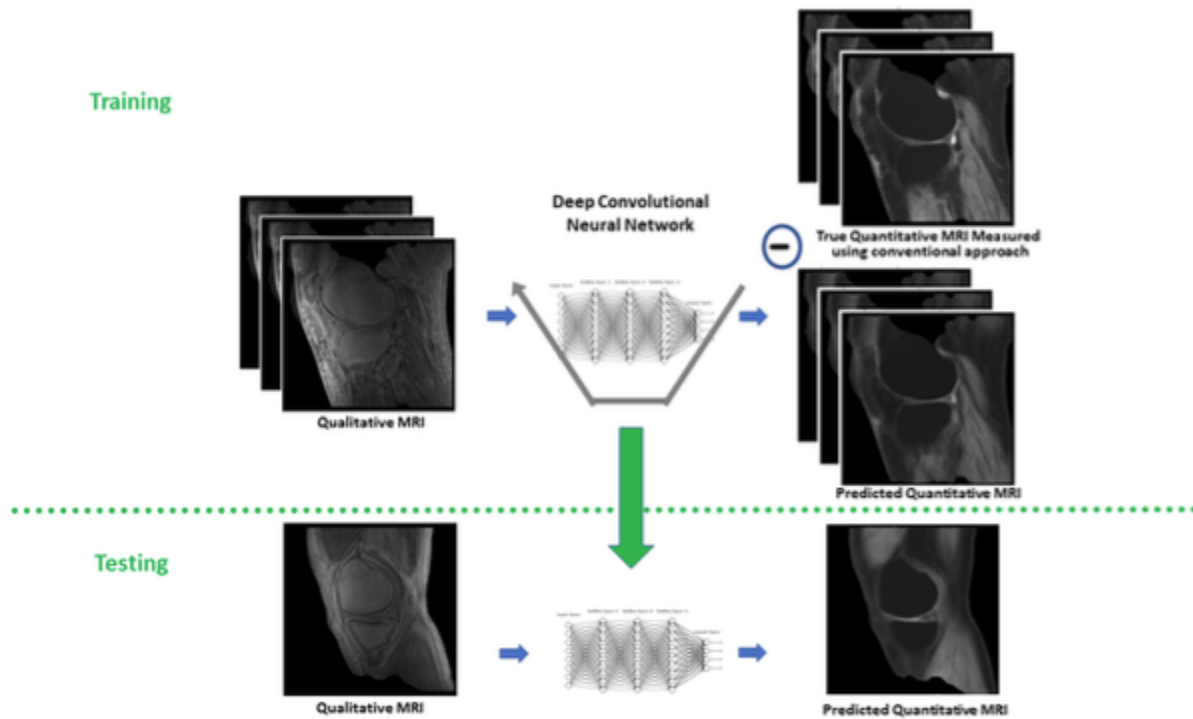 Training
Deep Convolutional
Neural Network
True Quantitative MRI Measured
using conventional approach
Qualitative MRI
Predicted Quantitative MRI
Testing
Qualitative MRI
Predicted Quantitative MRI